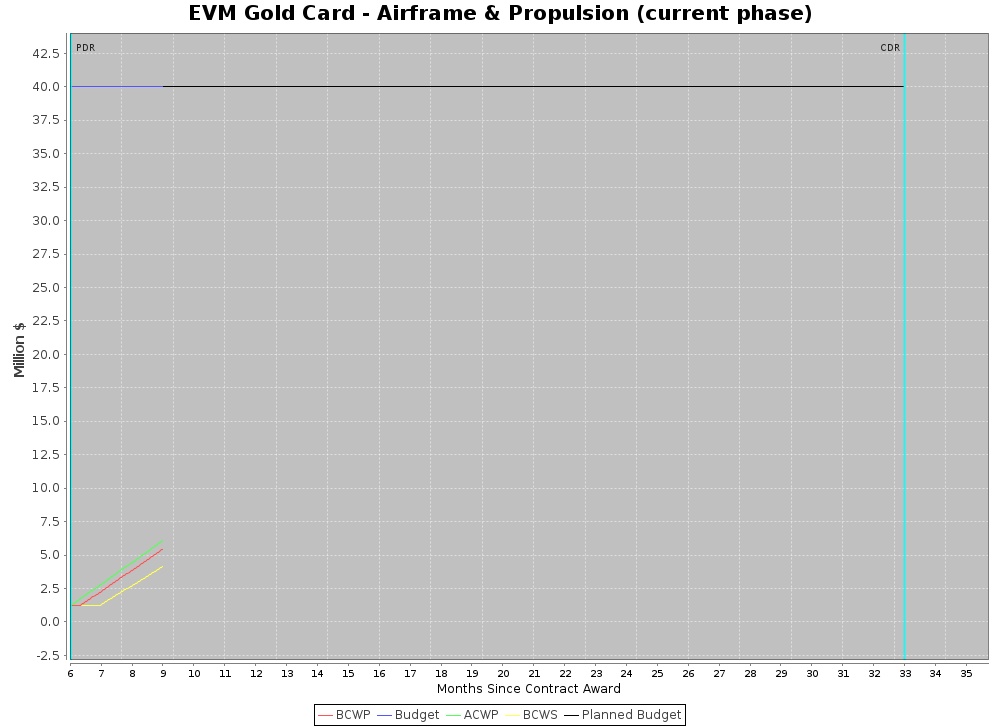 EVM Gold Card - Airframe & Propulsion (current phase)
PDR
CDR
42.5
40.0
37.5
35.0
32.5
30.0
27.5
25.0
22.5
20.0
17.5
15.0
12.5
10.0
7.5
5.0
2.5
0.0
-2.5
Million $
6 7 8 9 10 11 12 13 14 15 16 17 18 19 20 21 22 23 24 25 26 27 28 29 30 31 32 33 34 35
Months Since Contract Award
BCWP Budget ACWP BCWS Planned Budget